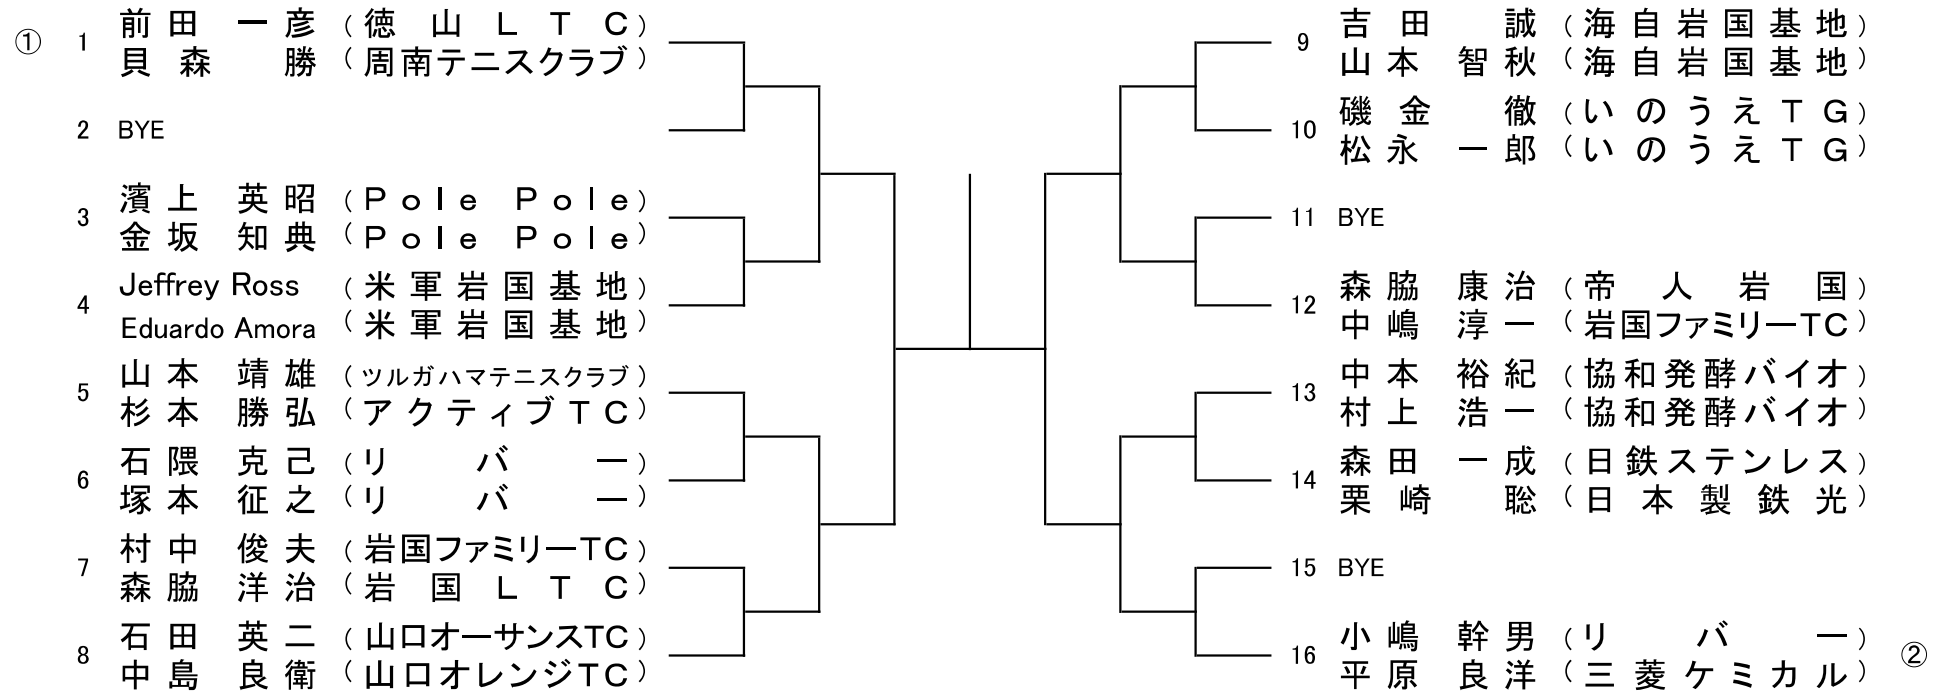 ① 1 前田 一彦 (徳山LTC)
貝森 勝 (周南テニスクラブ)
2 BYE
3 濱上 英昭 (Pole Pole)
金坂 知典 (Pole Pole)
4 Jeffrey Ross (米軍岩国基地)
Eduardo Amora (米軍岩国基地)
5 山本 靖雄 (ツルガハマテニスクラブ)
杉本 勝弘 (アクティブTC)
6 石隈 克己 (リバー)
塚本 征之 (リバー)
7 村中 俊夫 (岩国ファミリーTC)
森脇 洋治 (岩国LTC)
8 石田 英二 (山口オーサンスTC)
中島 良衛 (山口オレンジTC)
9 吉田 誠 (海自岩国基地)
山本 智秋 (海自岩国基地)
10 磯金 徹 (いのうえTG)
松永 一郎 (いのうえTG)
11 BYE
12 森脇 康治 (帝人岩国)
中嶋 淳一 (岩国ファミリーTC)
13 中本 裕紀 (協和発酵バイオ)
村上 浩一 (協和発酵バイオ)
14 森田 一成 (日鉄ステンレス)
栗崎 聡 (日本製鉄光)
15 BYE
16 小嶋 幹男 (リバー) ②
平原 良洋 (三菱ケミカル)